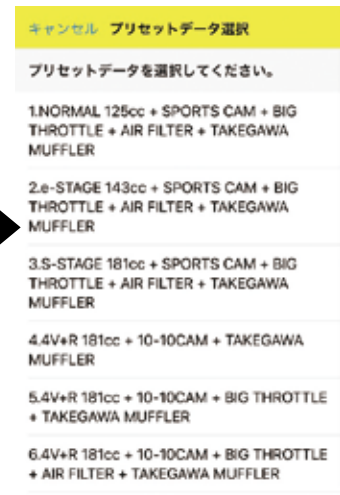 キャンセル プリセットデータ選択
プリセットデータを選択してください。
1.NORMAL 125cc + SPORTS CAM + BIG
THROTTLE + AIR FILTER + TAKEGAWA
MUFFLER
2.e-STAGE 143cc + SPORTS CAM + BIG
THROTTLE + AIR FILTER + TAKEGAWA
MUFFLER
3.S-STAGE 181cc + SPORTS CAM + BIG
THROTTLE + AIR FILTER + TAKEGAWA
MUFFLER
4.4V+R 181cc + 10-10CAM + TAKEGAWA
MUFFLER
5.4V+R 181cc + 10-10CAM + BIG THROTTLE
+ TAKEGAWA MUFFLER
6.4V+R 181cc + 10-10CAM + BIG THROTTLE
+ AIR FILTER + TAKEGAWA MUFFLER